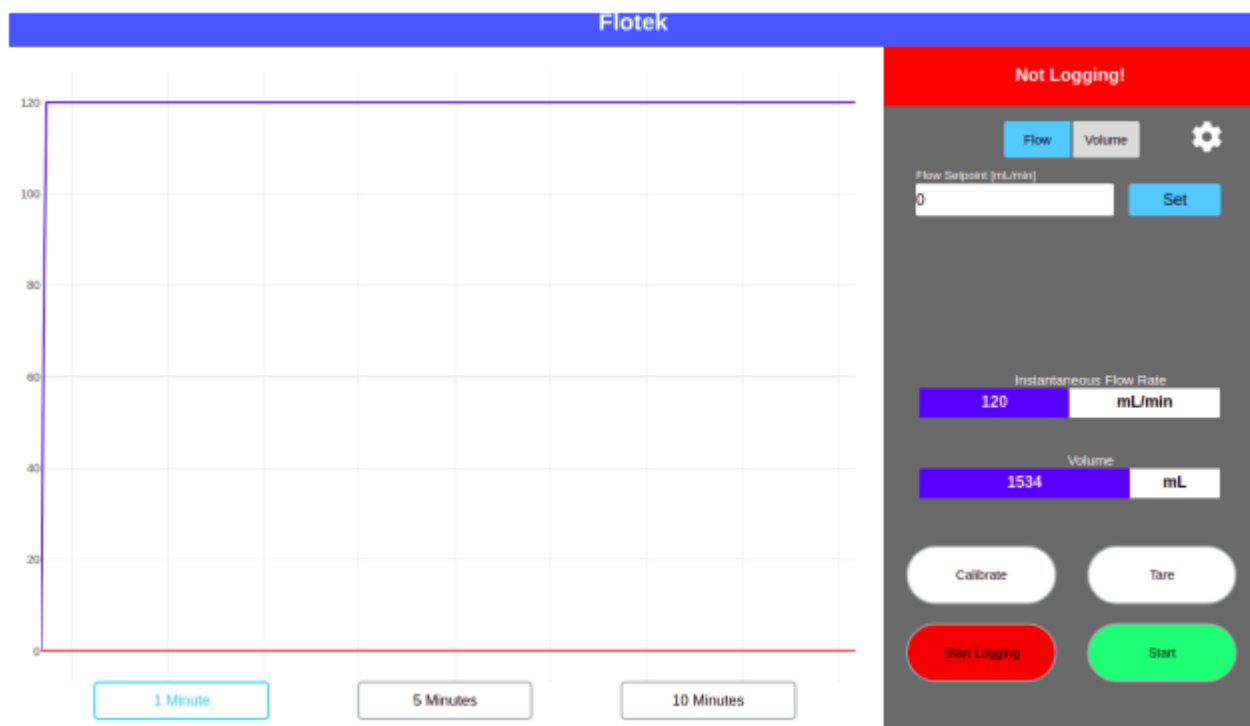 Flotek
Not Logging!
Flow Volume
Flow Setpoint [mL/min]
0 Set
120
100
80
60
40
20
0
Instantaneous Flow Rate
120 mL/min
Volume
1534 mL
Calibrate Tare
Start Logging Start
1 Minute 5 Minutes 10 Minutes